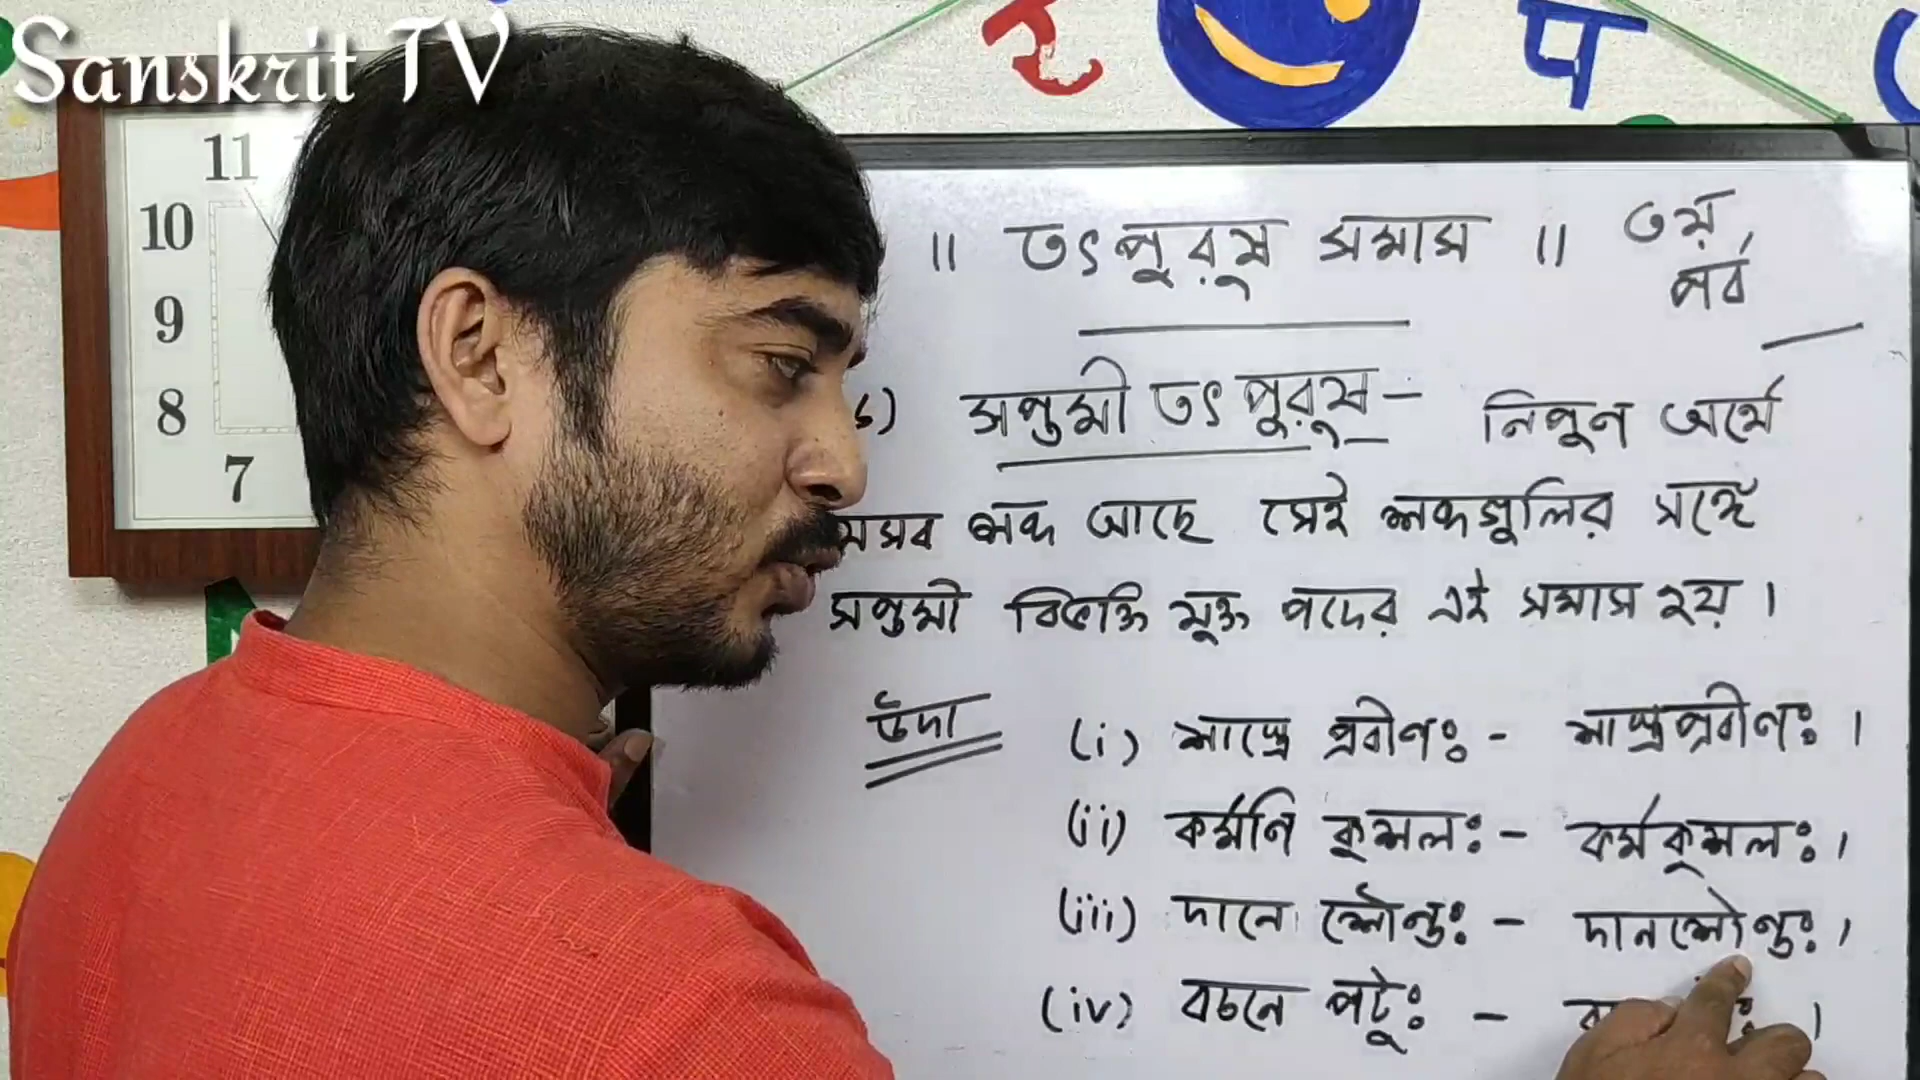 Sanskrit TV
र
प
11
10
9
8
7
॥ তৎপুরুষ সমাস ॥ ৩য় পর্ব
৬) সপ্তমী তৎপুরুষ - নিপুন অর্থে
যেসব শব্দ আছে সেই শব্দগুলির সঙ্গে
সপ্তমী বিভক্তি যুক্ত পদের এই সমাস হয় ।
উদা (i) শাস্ত্রে প্রবীণঃ - শাস্ত্রপ্রবীণঃ ।
(ii) কর্মণি কুশলঃ - কর্মকুশলঃ ।
(iii) দানে শৌণ্ডঃ - দানশৌণ্ডঃ ।
(iv) বচনে পটুঃ -